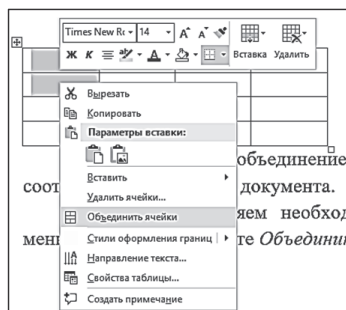 Times New Ro 14
Ж К Вставка Удалить
Вырезать
Копировать
Параметры вставки:
объединение
Вставить
соот документа.
Удалить ячейки...
Объединить ячейки
яем необход
Стили оформления границ
мен те Объедини
Направление текста...
Свойства таблицы...
Создать примечание